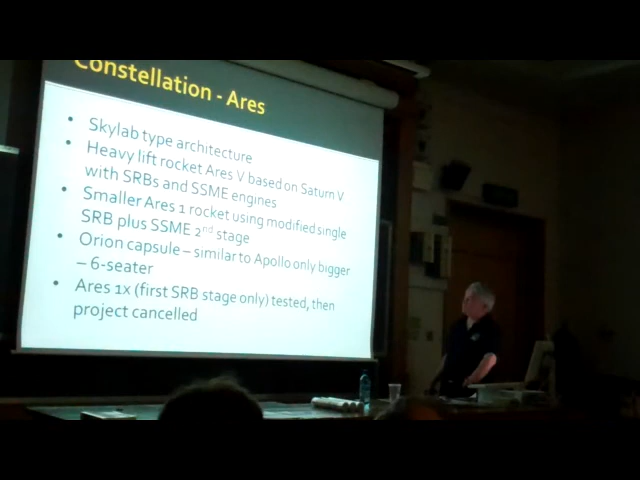 Constellation - Ares
• Skylab type architecture
• Heavy lift rocket Ares V based on Saturn V
with SRBs and SSME engines
• Smaller Ares 1 rocket using modified single
SRB plus SSME 2nd stage
• Orion capsule – similar to Apollo only bigger
– 6-seater
• Ares 1x (first SRB stage only) tested, then
project cancelled